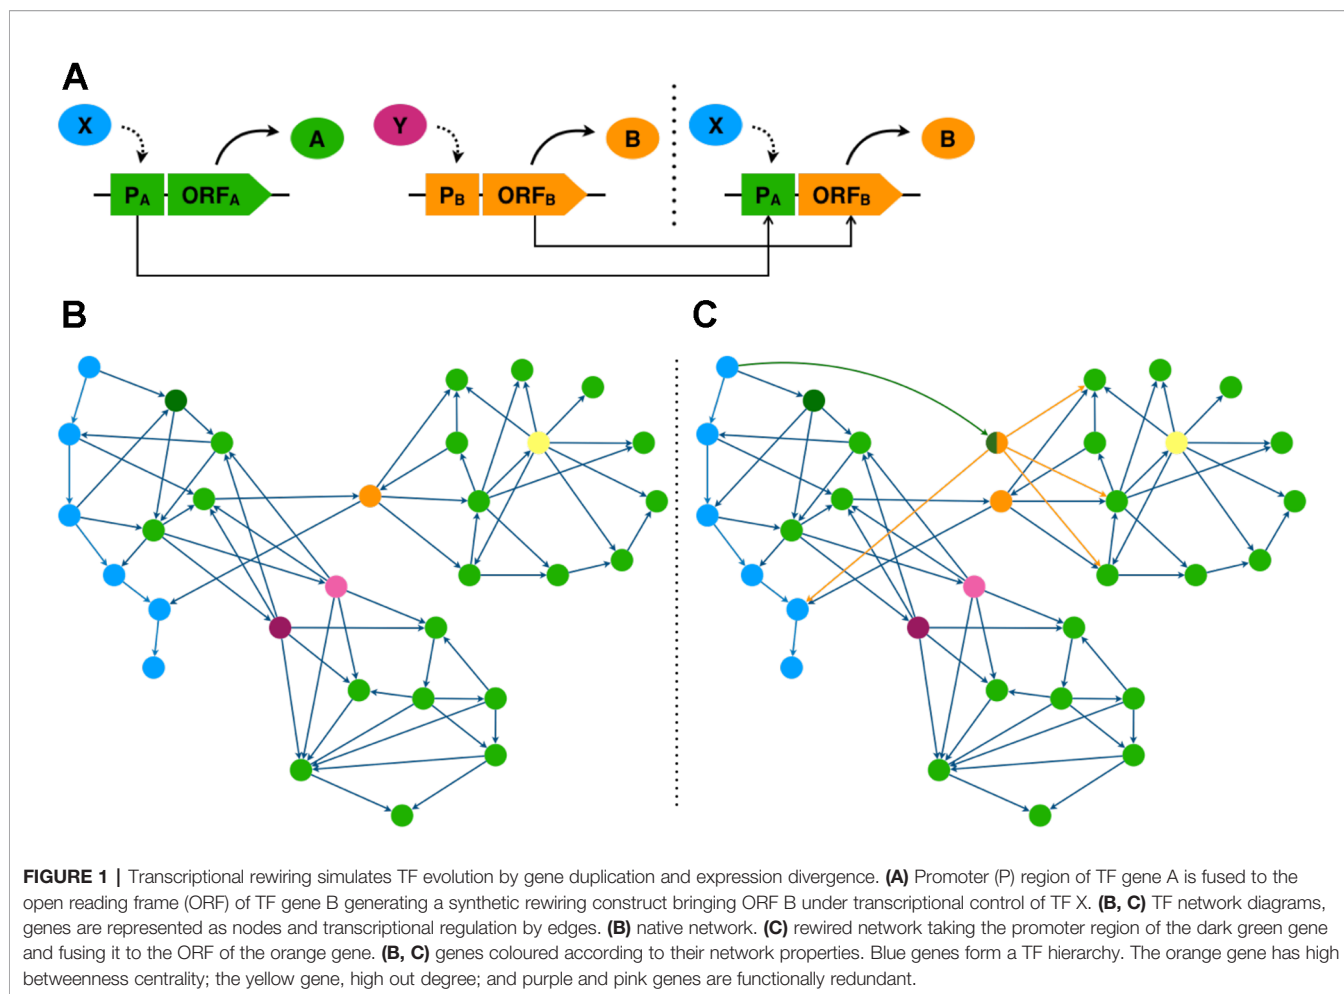 A
X
A
Y
B
X
B
PA
ORFA
PB
ORFB
PA
ORFB
B
C
FIGURE 1 | Transcriptional rewiring simulates TF evolution by gene duplication and expression divergence. (A) Promoter (P) region of TF gene A is fused to the
open reading frame (ORF) of TF gene B generating a synthetic rewiring construct bringing ORF B under transcriptional control of TF X. (B, C) TF network diagrams,
genes are represented as nodes and transcriptional regulation by edges. (B) native network. (C) rewired network taking the promoter region of the dark green gene
and fusing it to the ORF of the orange gene. (B, C) genes coloured according to their network properties. Blue genes form a TF hierarchy. The orange gene has high
betweenness centrality; the yellow gene, high out degree; and purple and pink genes are functionally redundant.